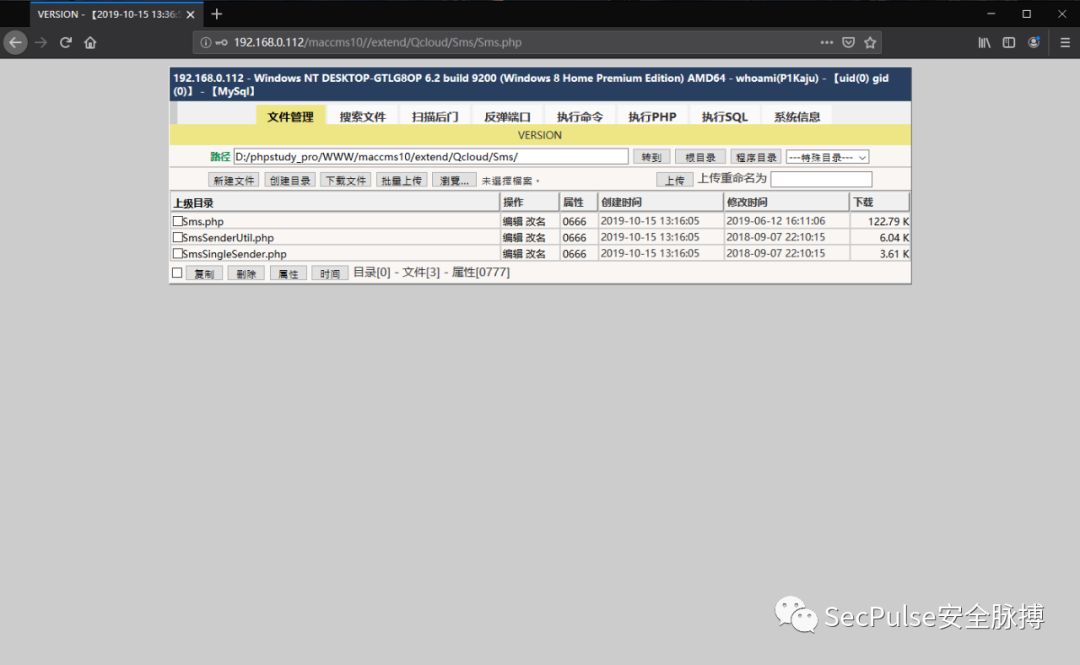 VERSION - 【2019-10-15 13:36:
192.168.0.112/maccms10//extend/Qcloud/Sms/Sms.php
192.168.0.112 - Windows NT DESKTOP-GTLG8OP 6.2 build 9200 (Windows 8 Home Premium Edition) AMD64 - whoami(P1Kaju) - 【uid(0) gid
(0)】 - 【MySql】
文件管理 搜索文件 扫描后门 反弹端口 执行命令 执行PHP 执行SQL 系统信息
VERSION
路径 D:/phpstudy_pro/WWW/maccms10/extend/Qcloud/Sms/ 转到 根目录 程序目录 ---特殊目录---
新建文件 创建目录 下载文件 批量上传 瀏覽... 未選擇檔案。 上传 上传重命名为
上级目录 操作 属性 创建时间 修改时间 下载
Sms.php 编辑 改名 0666 2019-10-15 13:16:05 2019-06-12 16:11:06 122.79 K
SmsSenderUtil.php 编辑 改名 0666 2019-10-15 13:16:05 2018-09-07 22:10:15 6.04 K
SmsSingleSender.php 编辑 改名 0666 2019-10-15 13:16:05 2018-09-07 22:10:15 3.61 K
复制 删除 属性 时间 目录[0] - 文件[3] - 属性[0777]
SecPulse安全脉搏